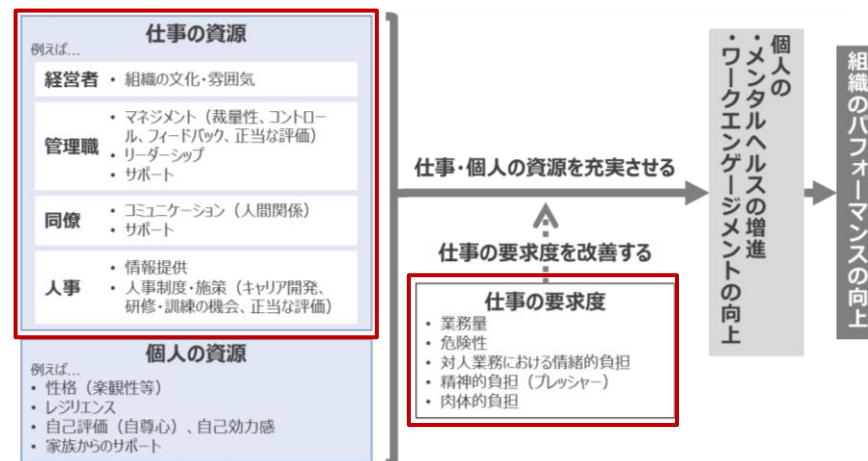 仕事の資源
例えば…
経営者
・ 組織の文化・雰囲気
管理職
・ マネジメント（裁量性、コントロー
ル、フィードバック、正当な評価）
・ リーダーシップ
・ サポート
同僚
・ コミュニケーション（人間関係）
・ サポート
人事
・ 情報提供
・ 人事制度・施策（キャリア開発、
研修・訓練の機会、正当な評価）
個人の資源
例えば…
・ 性格（楽観性等）
・ レジリエンス
・ 自己評価（自尊心）、自己効力感
・ 家族からのサポート
仕事・個人の資源を充実させる
仕事の要求度を改善する
仕事の要求度
・ 業務量
・ 危険性
・ 対人業務における情緒的負担
・ 精神的負担（プレッシャー）
・ 肉体的負担
個人の
・メンタルヘルスの増進
・ワークエンゲージメントの向上
組織のパフォーマンスの向上